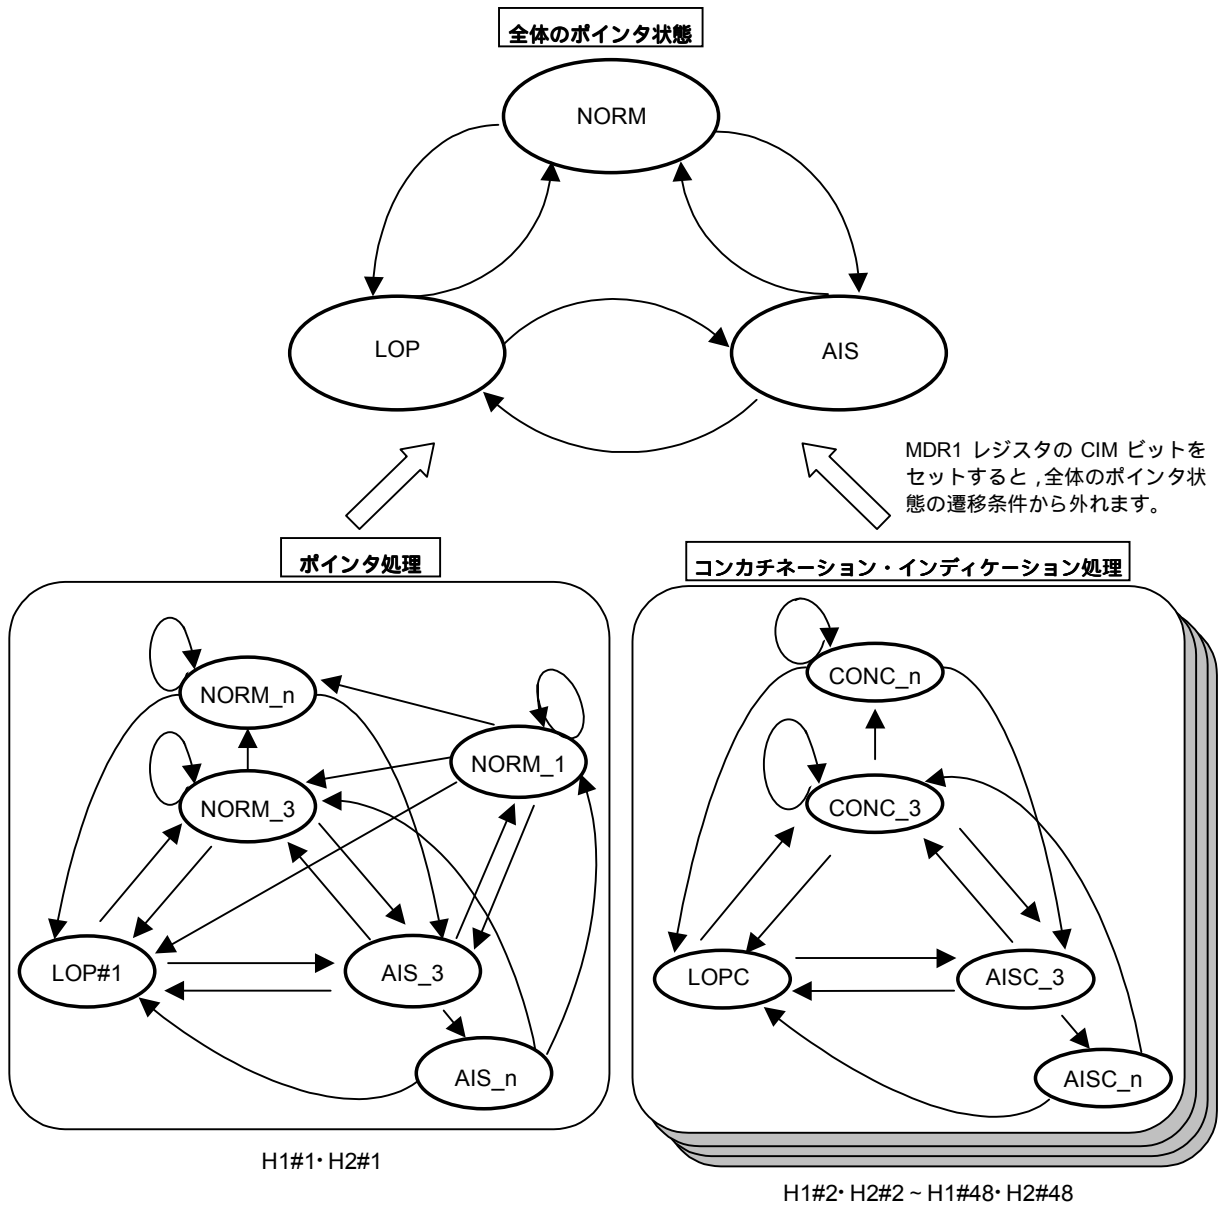 全体のポインタ状態
NORM
LOP
AIS
MDR1 レジスタの CIM ビットを
セットすると ,全体のポインタ状
態の遷移条件から外れます。
ポインタ処理
コンカチネーション・インディケーション処理
NORM_n
NORM_1
NORM_3
LOP#1
AIS_3
AIS_n
H1#1・H2#1
CONC_n
CONC_3
LOPC
AISC_3
AISC_n
H1#2・H2#2 ~ H1#48・H2#48